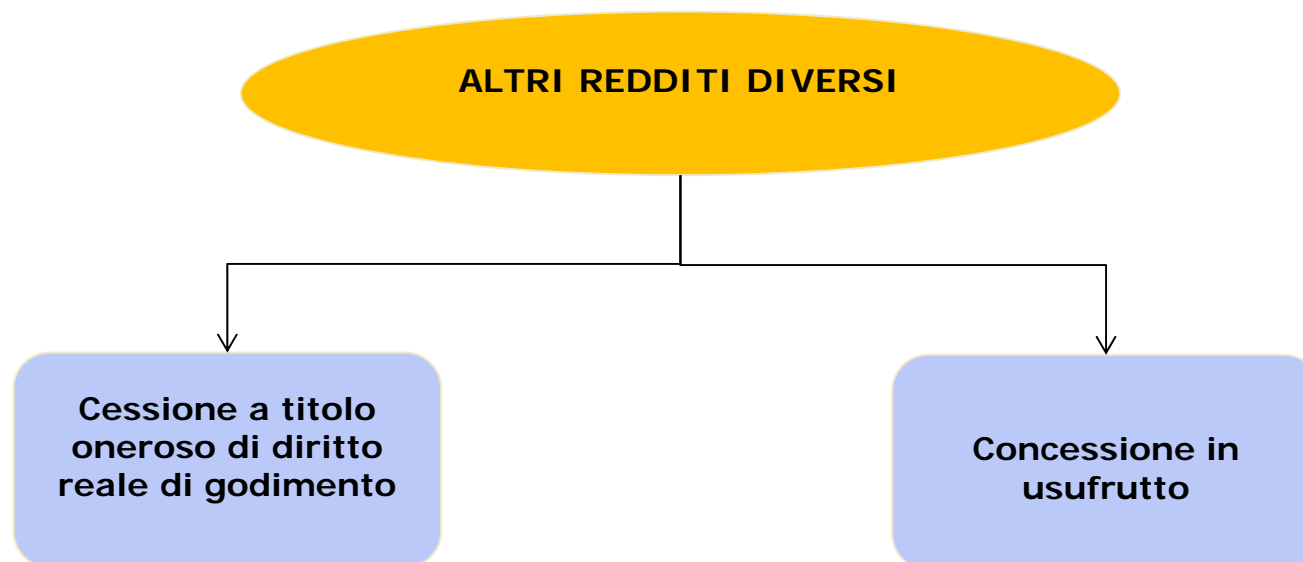 ALTRI REDDITI DIVERSI
Cessione a titolo
oneroso di diritto
reale di godimento
Concessione in
usufrutto